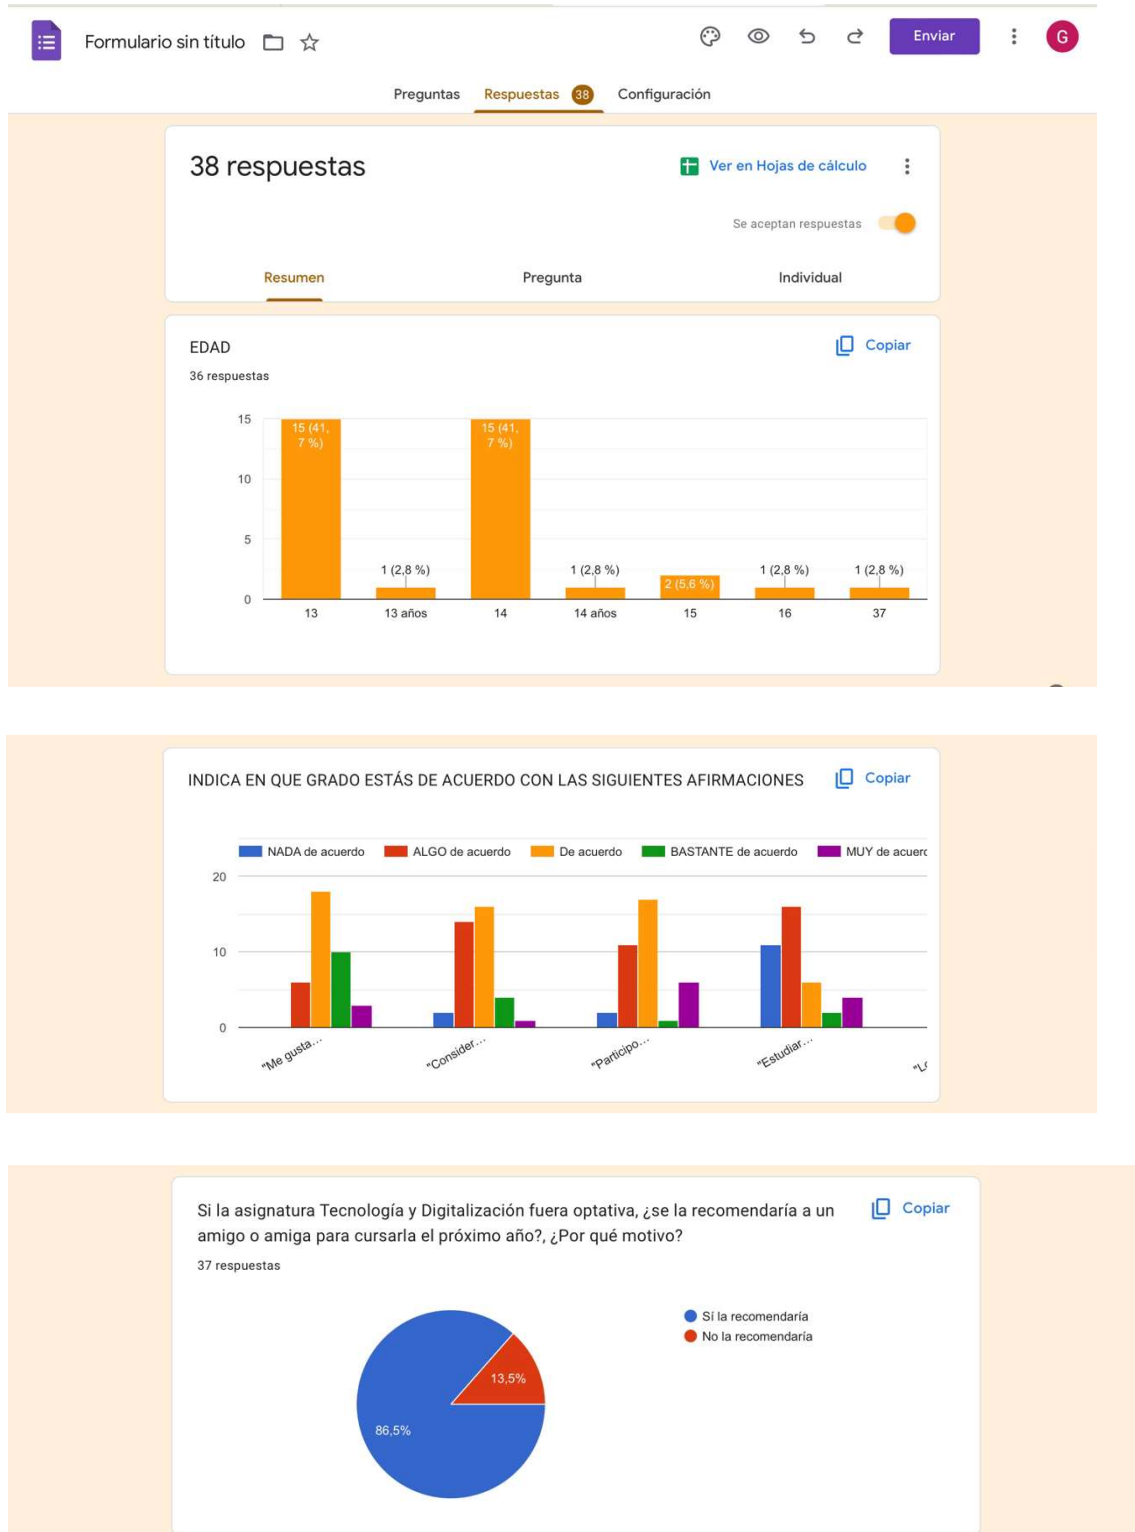 Formulario sin título
Enviar
G
Preguntas Respuestas 38 Configuración
38 respuestas
Ver en Hojas de cálculo
Se aceptan respuestas
Resumen Pregunta Individual
EDAD
Copiar
36 respuestas
15
10
5
0
15 (41,
7 %)
1 (2,8 %)
15 (41,
7 %)
1 (2,8 %)
2 (5,6 %)
1 (2,8 %)
1 (2,8 %)
13 13 años 14 14 años 15 16 37
INDICA EN QUE GRADO ESTÁS DE ACUERDO CON LAS SIGUIENTES AFIRMACIONES
Copiar
NADA de acuerdo ALGO de acuerdo De acuerdo BASTANTE de acuerdo MUY de acuerc
20
10
0
"Me gusta… "Consider… "Participo… "Estudiar…
Si la asignatura Tecnología y Digitalización fuera optativa, ¿se la recomendaría a un
amigo o amiga para cursarla el próximo año?, ¿Por qué motivo?
Copiar
37 respuestas
Sí la recomendaría
No la recomendaría
13,5%
86,5%